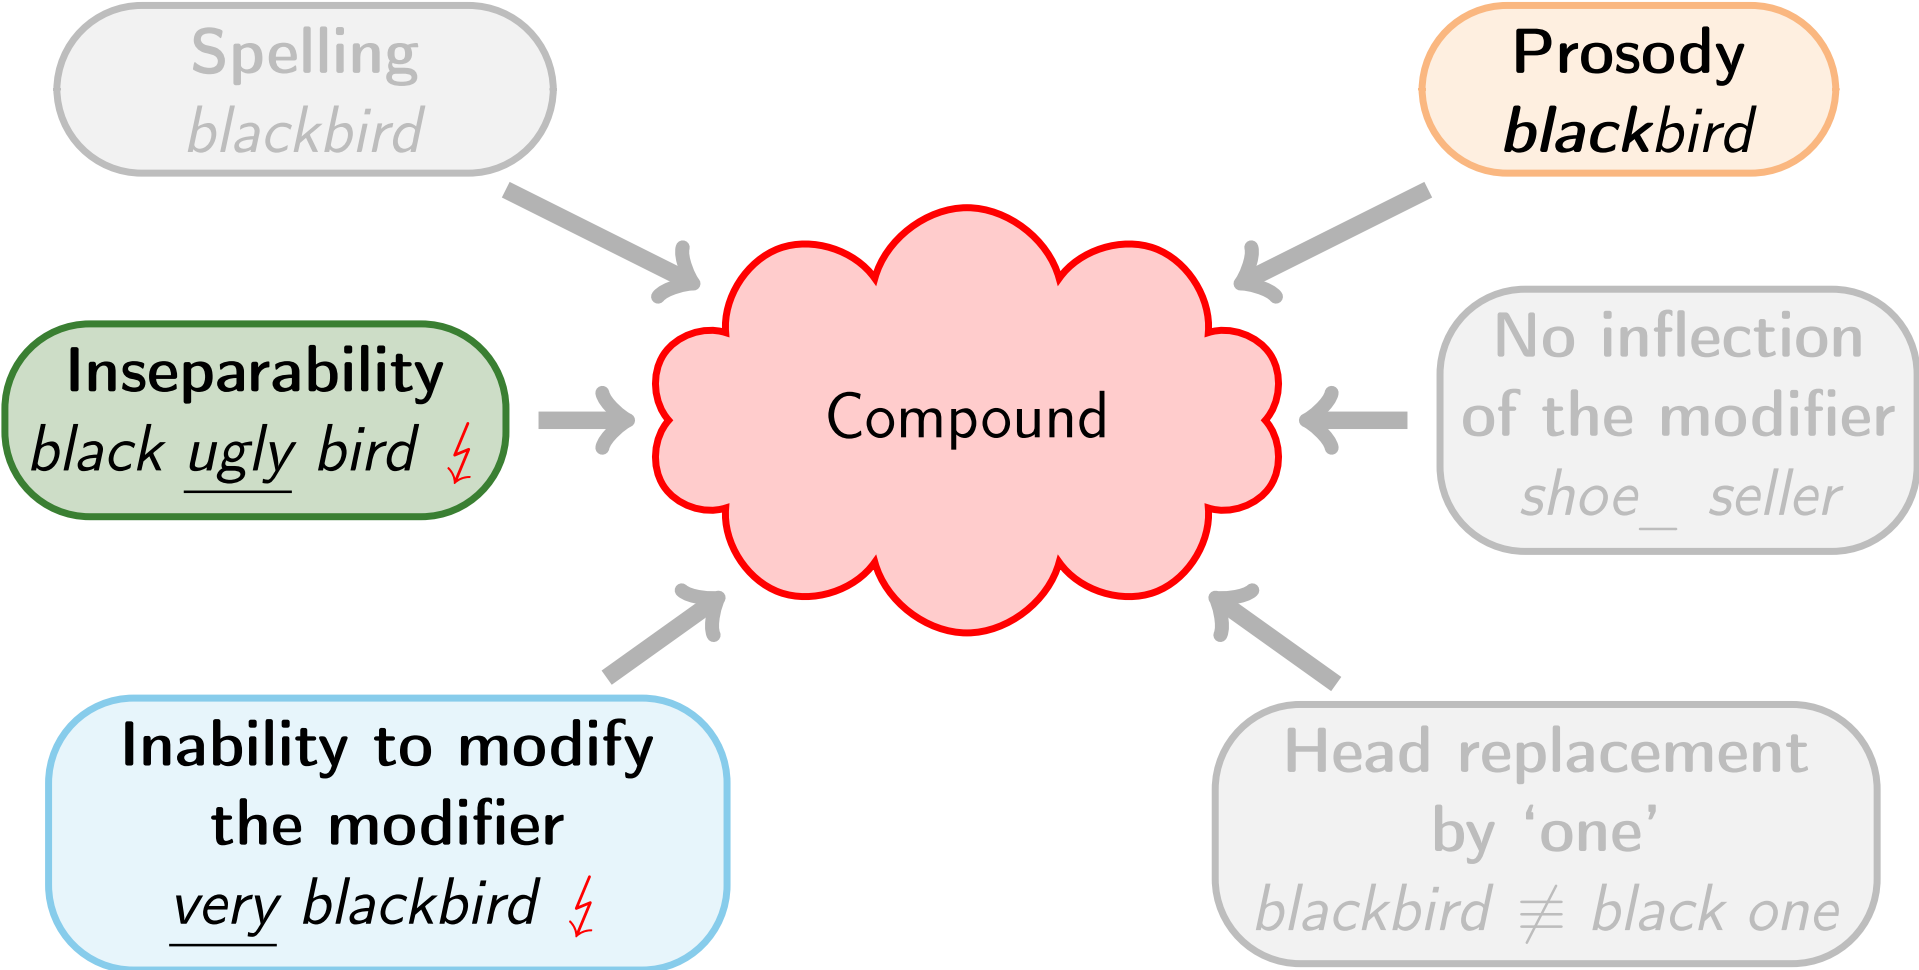 Spelling
blackbird
Prosody
blackbird
Inseparability
black ugly bird
Compound
No inflection
of the modifier
shoe_ seller
Inability to modify
the modifier
very blackbird
Head replacement
by ‘one’
blackbird ≢ black one